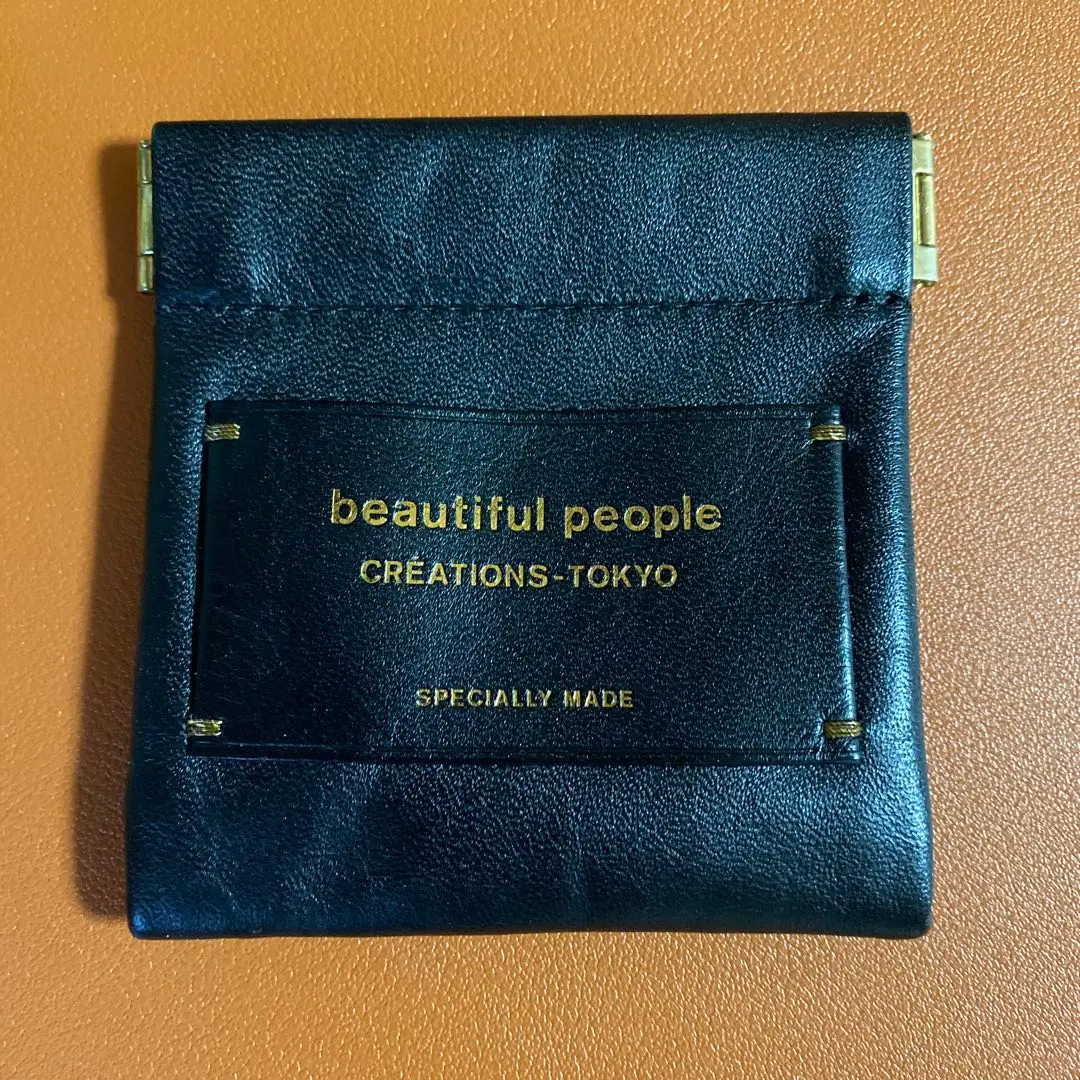 beautiful people
CRÉATIONS-TOKYO
SPECIALLY MADE